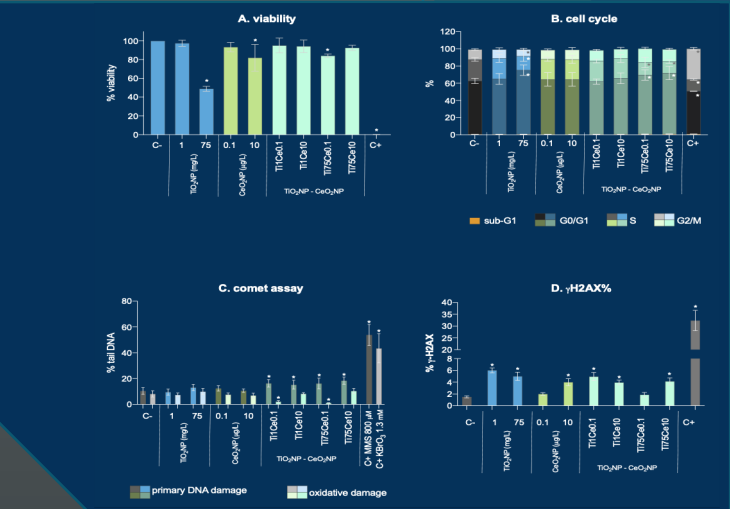 A. viability
% viability
100
80
60
40
20
0
C-
1
75
TiO₂NP (mg/L)
0.1
10
CeO₂NP (µg/L)
Ti1Ce0.1
Ti1Ce10
Ti75Ce0.1
Ti75Ce10
TiO₂NP - CeO₂NP
C+
B. cell cycle
%
120
100
80
60
40
20
0
C-
1
75
TiO₂NP (mg/L)
0.1
10
CeO₂NP (µg/L)
Ti1Ce0.1
Ti1Ce10
Ti75Ce0.1
Ti75Ce10
TiO₂NP - CeO₂NP
C+
sub-G1
G0/G1
S
G2/M
C. comet assay
% tail DNA
80
60
40
20
0
C-
1
75
TiO₂NP (mg/L)
0.1
10
CeO₂NP (µg/L)
Ti1Ce0.1
Ti1Ce10
Ti75Ce0.1
Ti75Ce10
TiO₂NP - CeO₂NP
C+ MMS 800 µM
C+ KBrO₃ 1.3 mM
primary DNA damage
oxidative damage
D. γH2AX%
% γ-H2AX
40
35
30
25
20
8
6
4
2
0
C-
1
75
TiO₂NP (mg/L)
0.1
10
CeO₂NP (µg/L)
Ti1Ce0.1
Ti1Ce10
Ti75Ce0.1
Ti75Ce10
TiO₂NP - CeO₂NP
C+